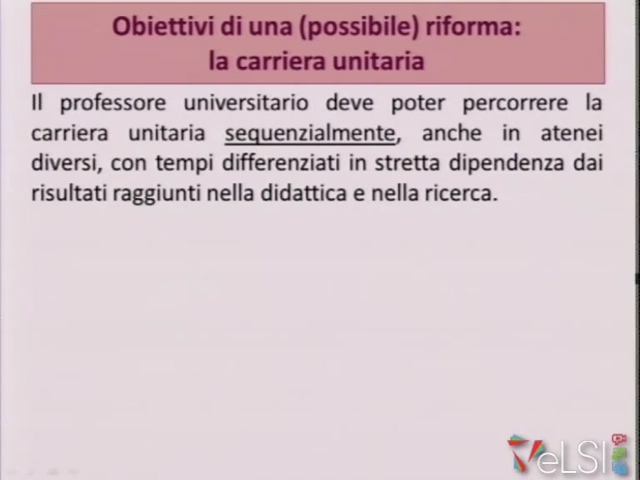 Obiettivi di una (possibile) riforma:
la carriera unitaria
Il professore universitario deve poter percorrere la
carriera unitaria sequenzialmente, anche in atenei
diversi, con tempi differenziati in stretta dipendenza dai
risultati raggiunti nella didattica e nella ricerca.
VeLSI